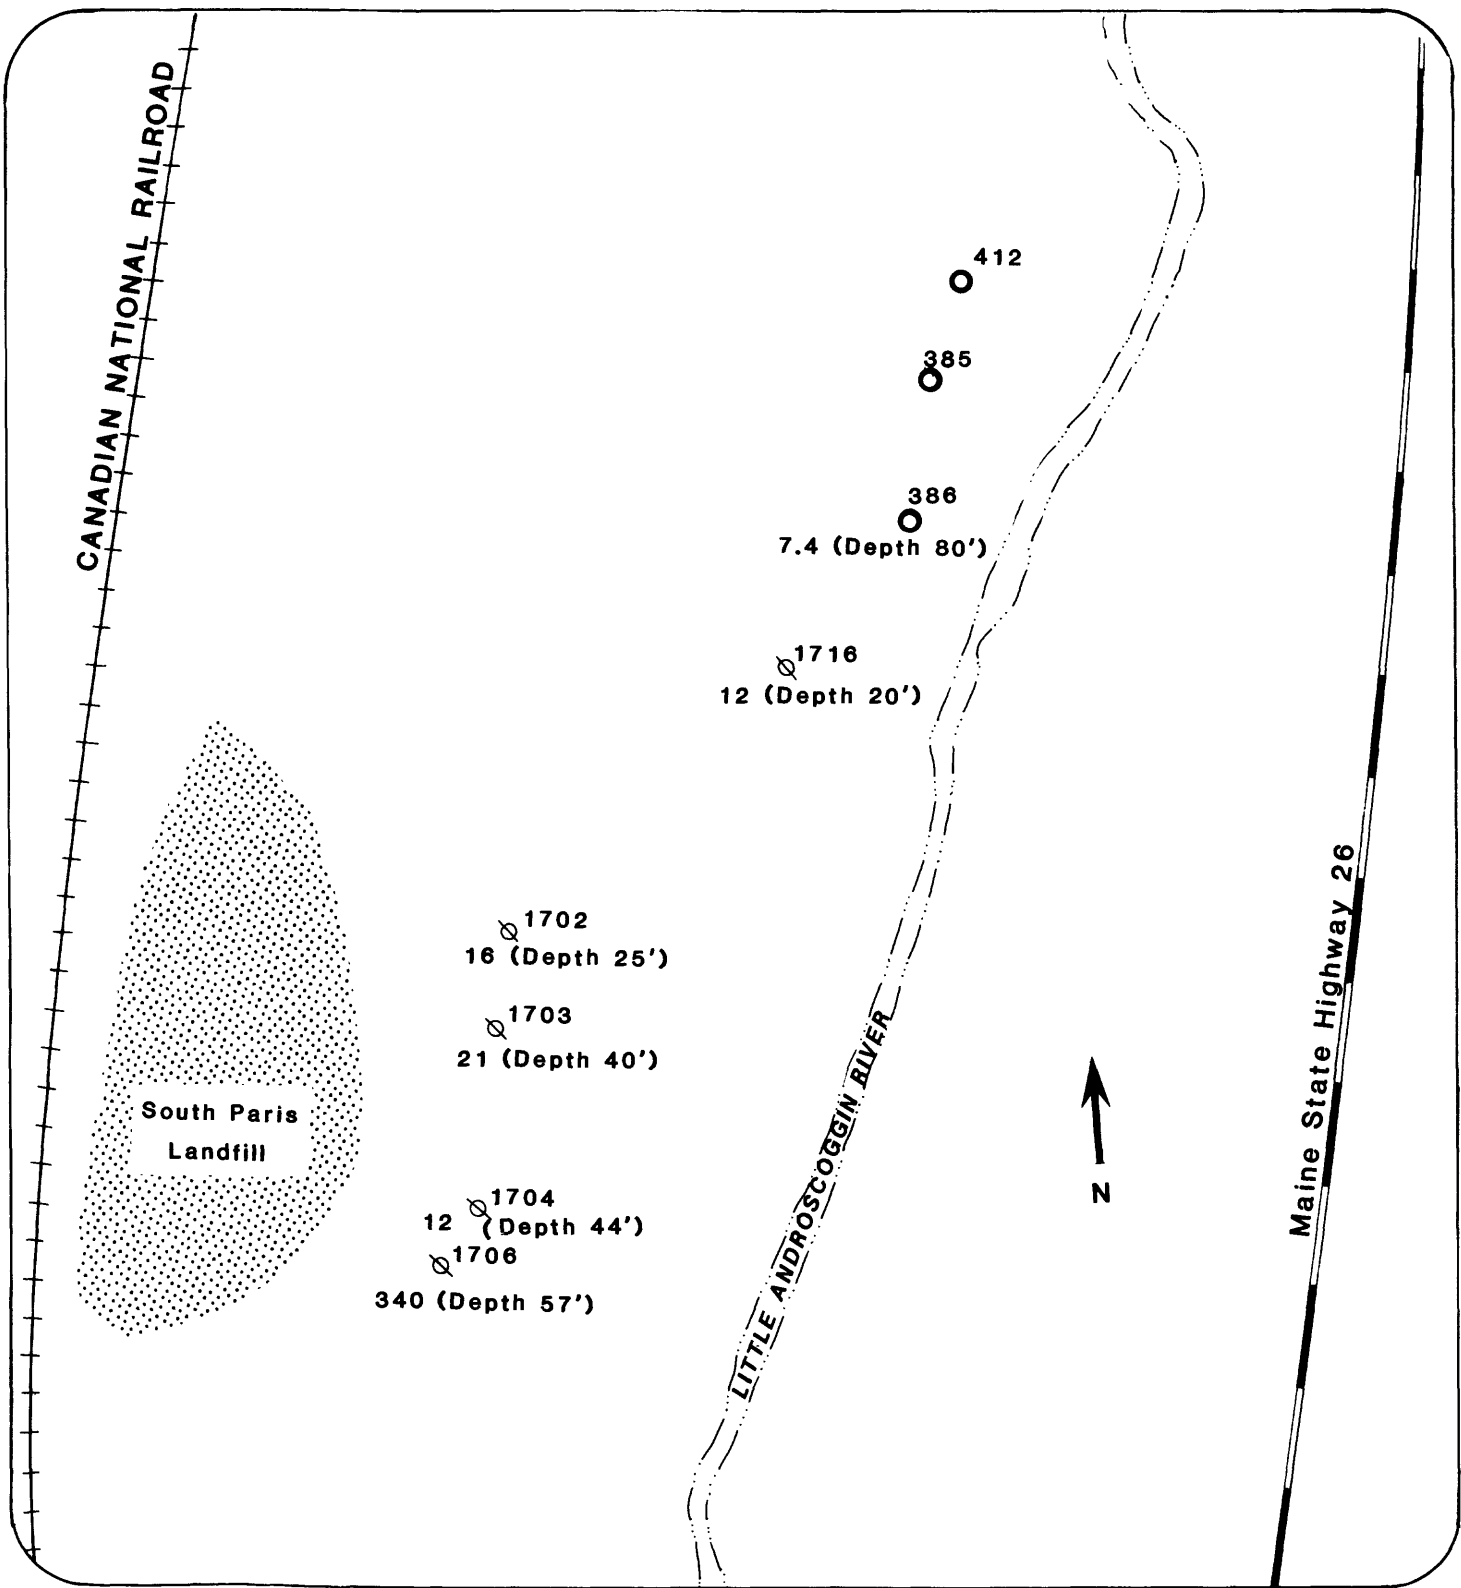 CANADIAN NATIONAL RAILROAD
412
385
386
7.4 (Depth 80')
1716
12 (Depth 20')
Maine State Highway 26
1702
16 (Depth 25')
1703
21 (Depth 40')
LITTLE ANDROSCOGGIN RIVER
South Paris
Landfill
N
1704
12 (Depth 44')
1706
340 (Depth 57')